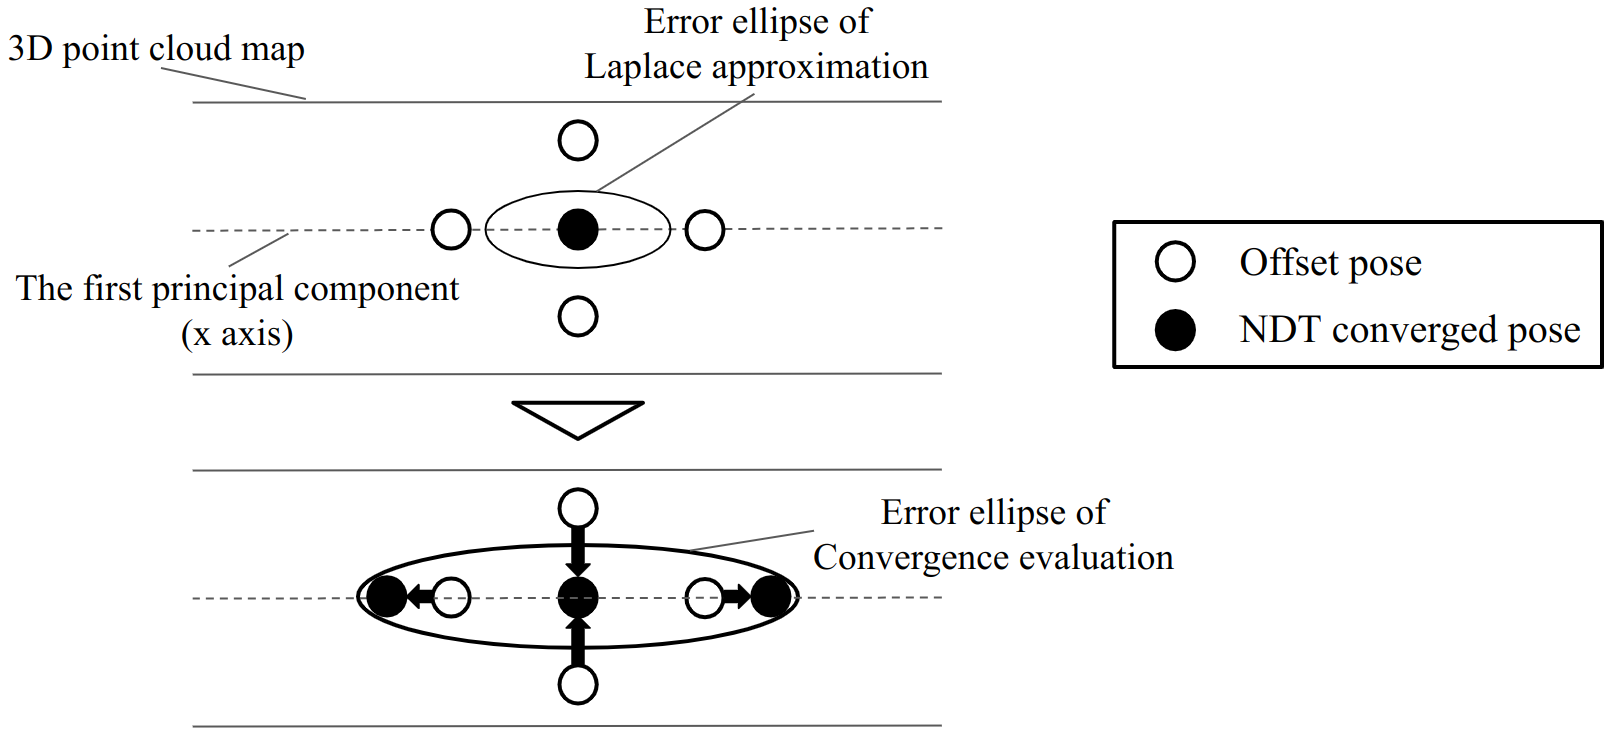 3D point cloud map
Error ellipse of
Laplace approximation
The first principal component
(x axis)
Offset pose
NDT converged pose
Error ellipse of
Convergence evaluation